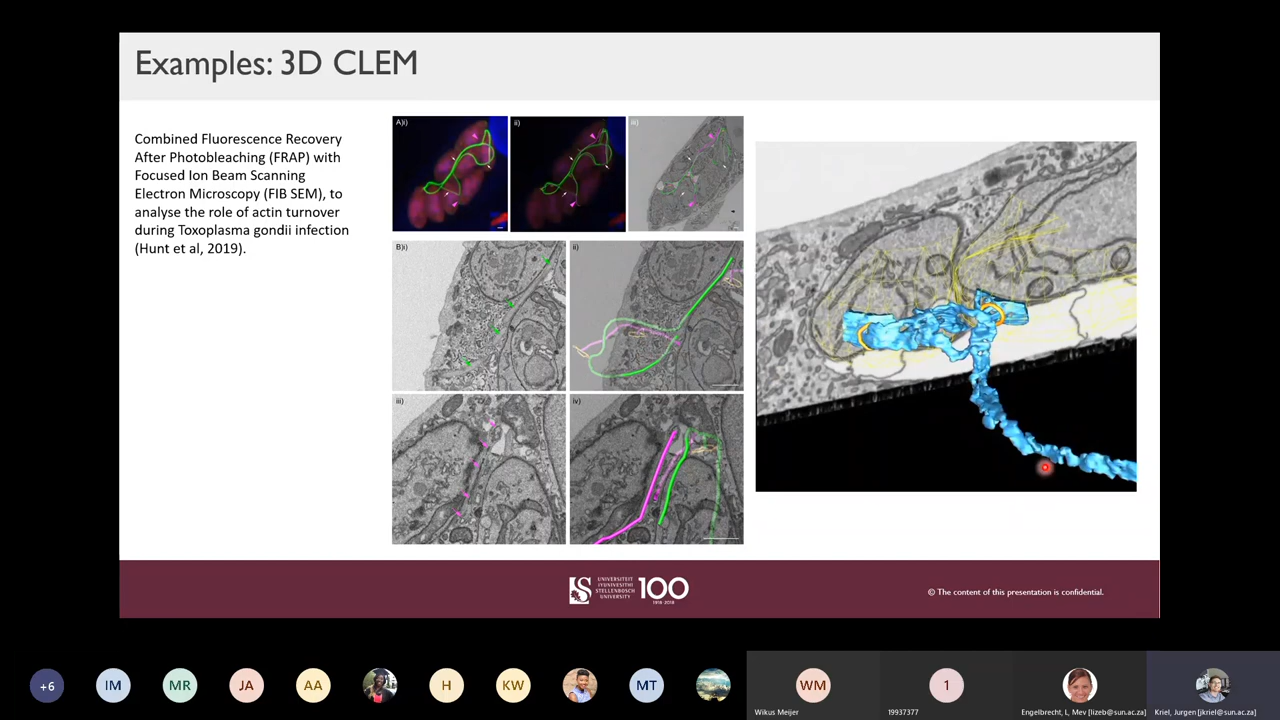 Examples: 3D CLEM
Combined Fluorescence Recovery
After Photobleaching (FRAP) with
Focused Ion Beam Scanning
Electron Microscopy (FIB SEM), to
analyse the role of actin turnover
during Toxoplasma gondii infection
(Hunt et al, 2019).
A)i)
ii)
iii)
B)i)
ii)
iii)
iv)
UNIVERSITEIT
IYUNIVESITHI
STELLENBOSCH
UNIVERSITY
100
1918·2018
© The content of this presentation is confidential.
+6
IM
MR
JA
AA
H
KW
MT
WM
1
Wikus Meijer
19937377
Engelbrecht, L, Mev [lizeb@sun.ac.za]
Kriel, Jurgen [jkriel@sun.ac.za]